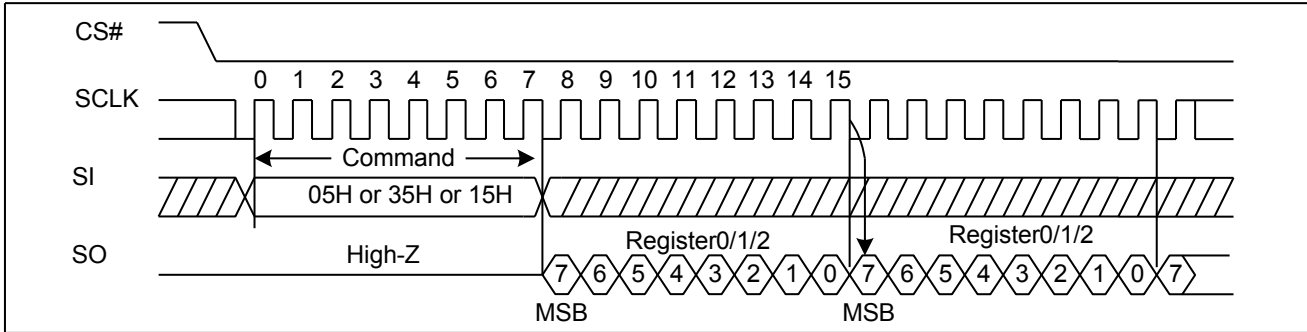 CS#
0 1 2 3 4 5 6 7 8 9 10 11 12 13 14 15
SCLK
Command
SI
05H or 35H or 15H
Register0/1/2 Register0/1/2
SO High-Z
7 6 5 4 3 2 1 0 7 6 5 4 3 2 1 0 7
MSB MSB